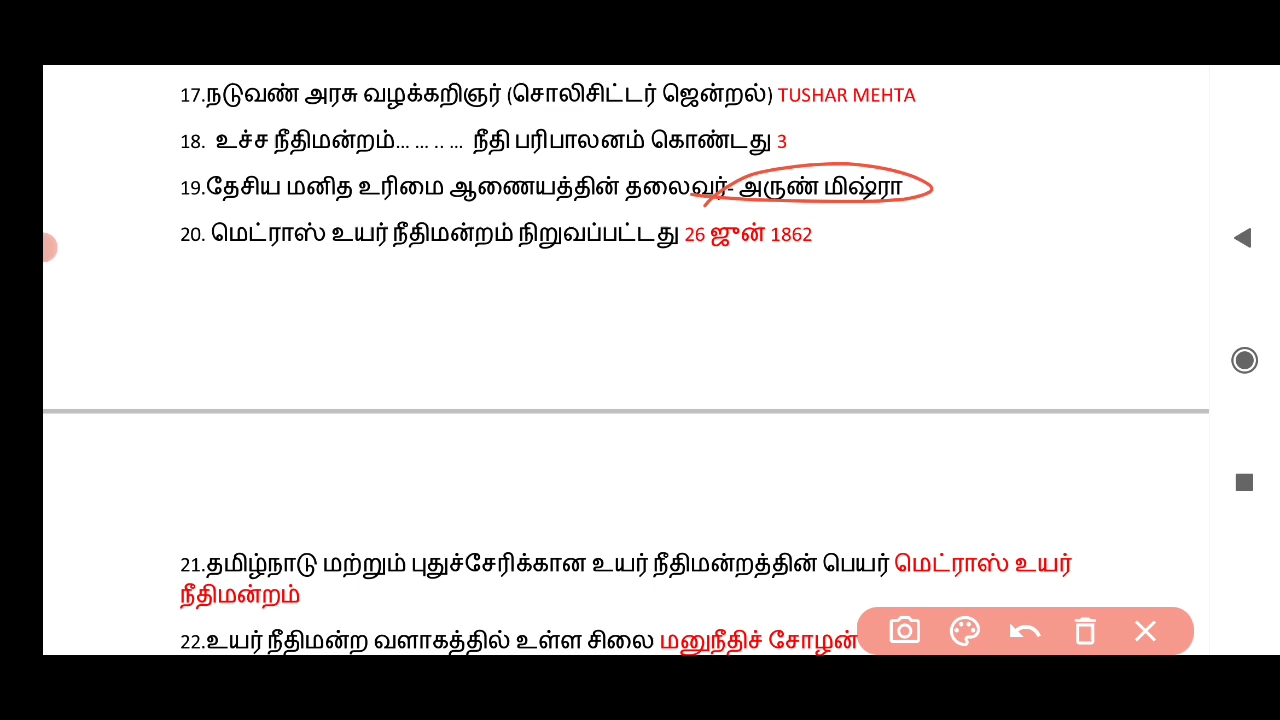 17.நடுவண் அரசு வழக்கறிஞர் (சொலிசிட்டர் ஜென்றல்) TUSHAR MEHTA
18. உச்ச நீதிமன்றம்... ... .. ... நீதி பரிபாலனம் கொண்டது 3
19.தேசிய மனித உரிமை ஆணையத்தின் தலைவர்- அருண் மிஷ்ரா
20. மெட்ராஸ் உயர் நீதிமன்றம் நிறுவப்பட்டது 26 ஜுன் 1862
21.தமிழ்நாடு மற்றும் புதுச்சேரிக்கான உயர் நீதிமன்றத்தின் பெயர் மெட்ராஸ் உயர்
நீதிமன்றம்
22.உயர் நீதிமன்ற வளாகத்தில் உள்ள சிலை மனுநீதிச் சோழன்